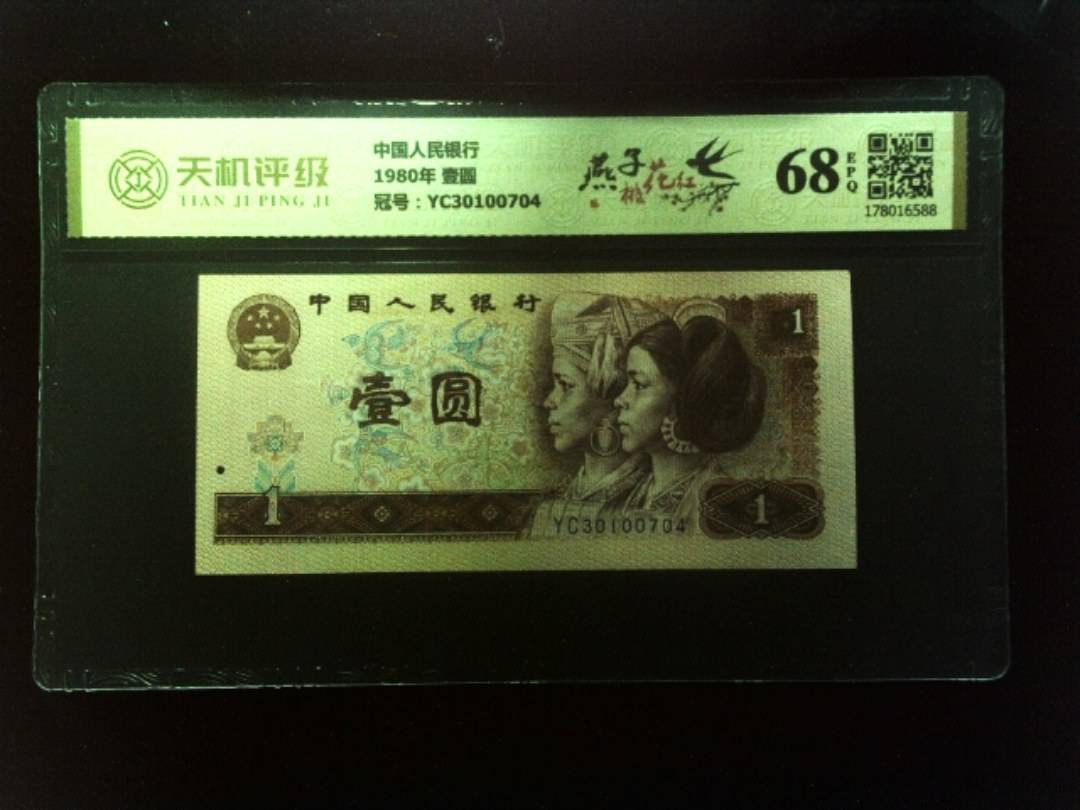 天机评级
TIAN JI PING JI
中国人民银行
1980年 壹圆
冠号：YC30100704
燕子
桃花红
68
EPQ
178016588
中国人民银行
1
壹圆
1
YC30100704
1